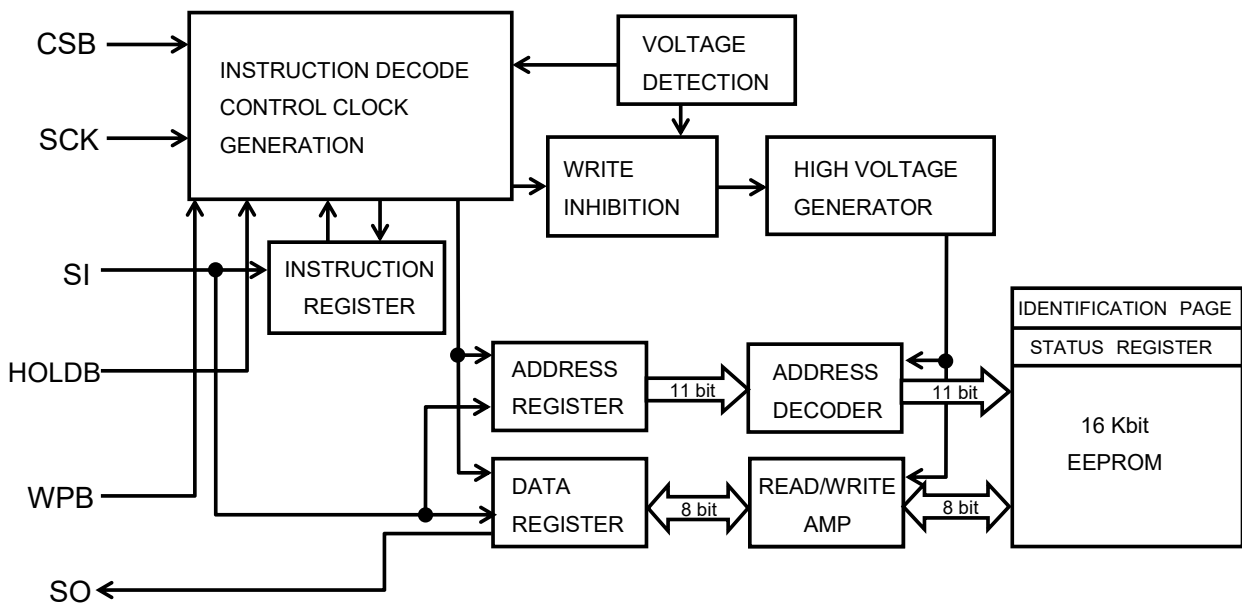 CSB
SCK
SI
HOLDB
WPB
SO
INSTRUCTION DECODE
CONTROL CLOCK
GENERATION
VOLTAGE
DETECTION
WRITE
INHIBITION
HIGH VOLTAGE
GENERATOR
INSTRUCTION
REGISTER
ADDRESS
REGISTER
11 bit
ADDRESS
DECODER
11 bit
DATA
REGISTER
8 bit
READ/WRITE
AMP
8 bit
IDENTIFICATION PAGE
STATUS REGISTER
16 Kbit
EEPROM